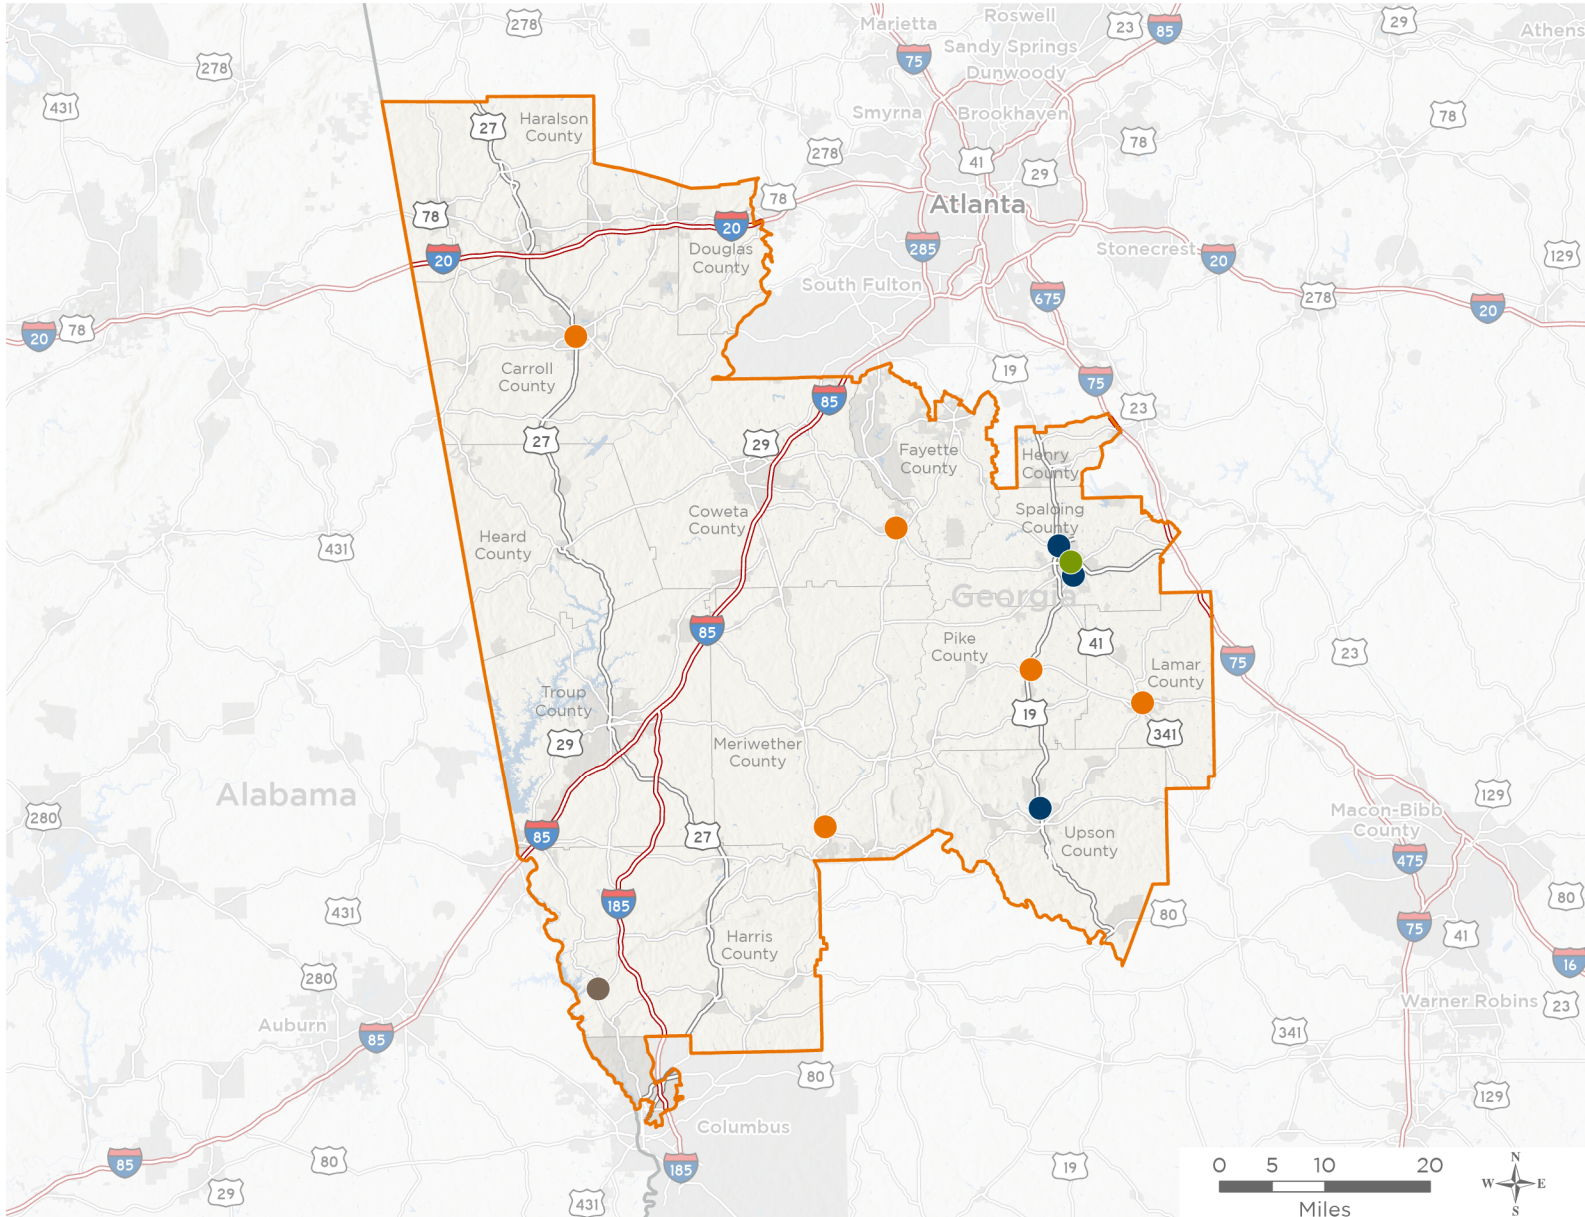 278
Marietta
Roswell
23
85
29
Athens
278
75
Sandy Springs
Dunwoody
431
27
Haralson
County
Smyrna
Brookhaven
78
78
278
41
29
78
78
20
Atlanta
20
Douglas
County
285
Stonecrest
20
129
South Fulton
675
278
20
20
78
Carroll
County
19
75
85
23
27
29
Fayette
County
Henry
County
Coweta
County
Spalding
County
Heard
County
431
Georgia
85
Pike
County
41
23
75
Lamar
County
Troup
County
19
29
341
Meriwether
County
Alabama
280
129
Macon-Bibb
County
85
27
Upson
County
475
185
431
80
80
75
41
Harris
County
16
280
Warner Robins
23
Auburn
85
341
80
129
Columbus
85
80
185
19
29
431
0 5 10 20
Miles
N
W E
S